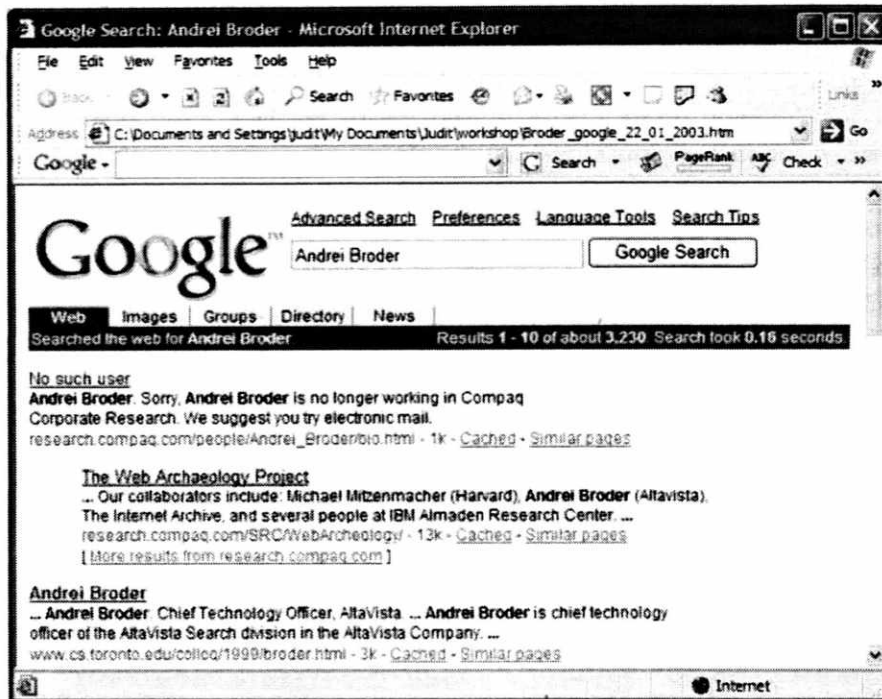 Google Search: Andrei Broder - Microsoft Internet Explorer
File Edit View Favorites Tools Help
Back Search Favorites Links »
Address C:\Documents and Settings\judit\My Documents\Judit\workshop\Broder_google_22_01_2003.htm Go
Google Search PageRank ABC Check »
Advanced Search Preferences Language Tools Search Tips
Google™ Andrei Broder Google Search
Web Images Groups Directory News
Searched the web for Andrei Broder Results 1 - 10 of about 3,230. Search took 0.16 seconds.
No such user
Andrei Broder. Sorry, Andrei Broder is no longer working in Compaq
Corporate Research. We suggest you try electronic mail.
research.compaq.com/people/Andrei_Broder/bio.html - 1k - Cached - Similar pages
The Web Archaeology Project
... Our collaborators include: Michael Mitzenmacher (Harvard), Andrei Broder (Altavista),
The Internet Archive, and several people at IBM Almaden Research Center. ...
research.compaq.com/SRC/WebArcheology/ - 13k - Cached - Similar pages
[ More results from research.compaq.com ]
Andrei Broder
... Andrei Broder. Chief Technology Officer, AltaVista. ... Andrei Broder is chief technology
officer of the AltaVista Search division in the AltaVista Company. ...
www.cs.toronto.edu/colloq/1999/broder.html - 3k - Cached - Similar pages
Internet